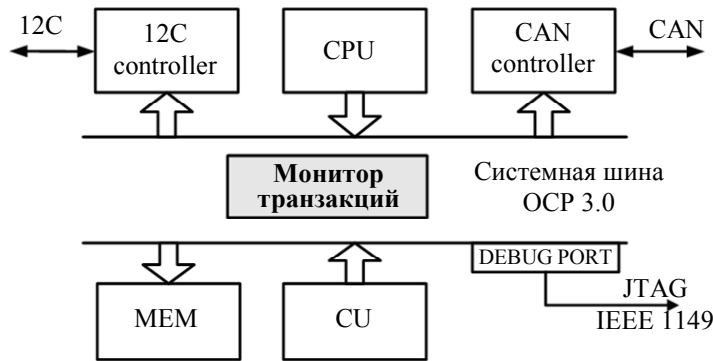 12C
12C
controller
CPU
CAN
controller
CAN
Монитор
транзакций
Системная шина
OCP 3.0
DEBUG PORT
MEM
CU
JTAG
IEEE 1149